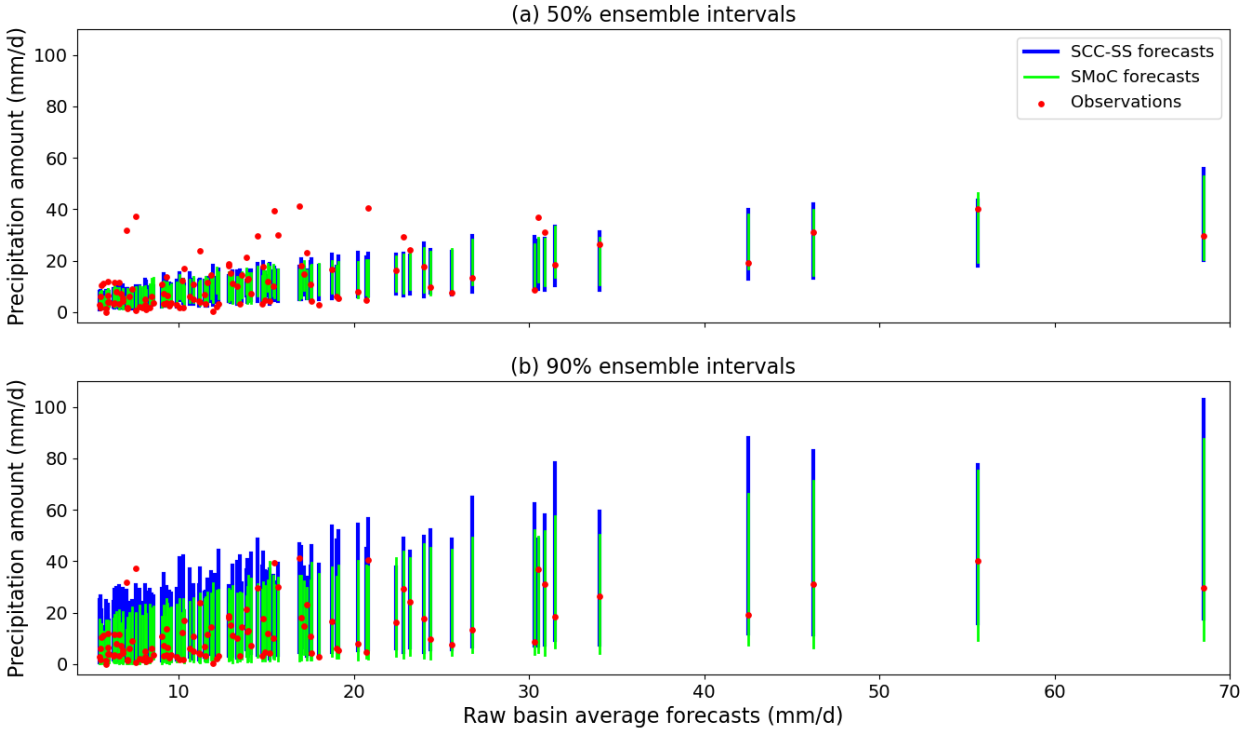 (a) 50% ensemble intervals
Precipitation amount (mm/d)
100
80
60
40
20
0
SCC-SS forecasts
SMoC forecasts
Observations
(b) 90% ensemble intervals
Precipitation amount (mm/d)
100
80
60
40
20
0
10 20 30 40 50 60 70
Raw basin average forecasts (mm/d)